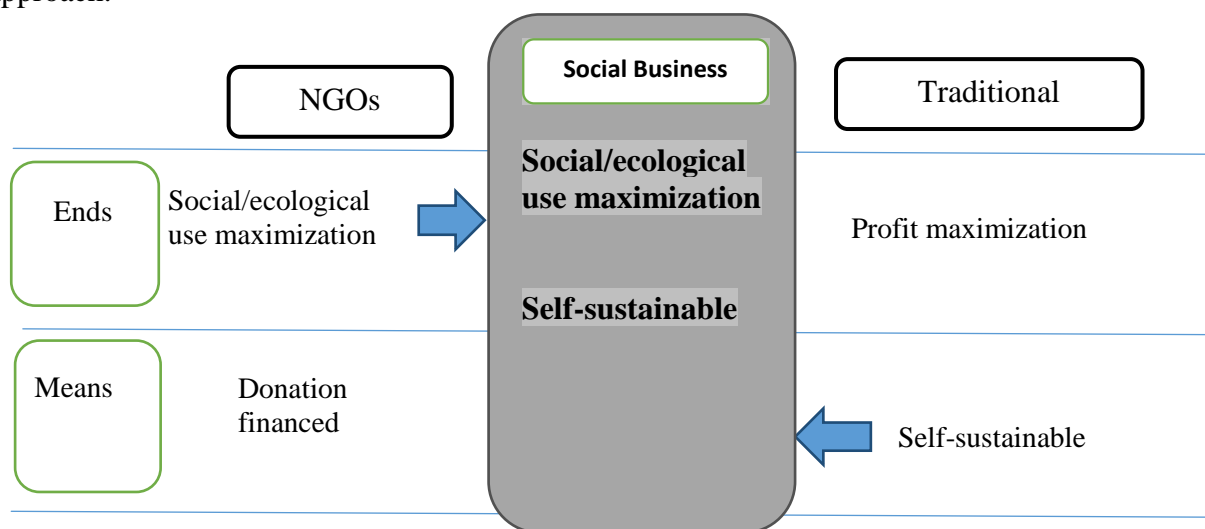 approach.
NGOs
Social Business
Traditional
Ends
Social/ecological
use maximization
Social/ecological
use maximization
Profit maximization
Self-sustainable
Means
Donation
financed
Self-sustainable